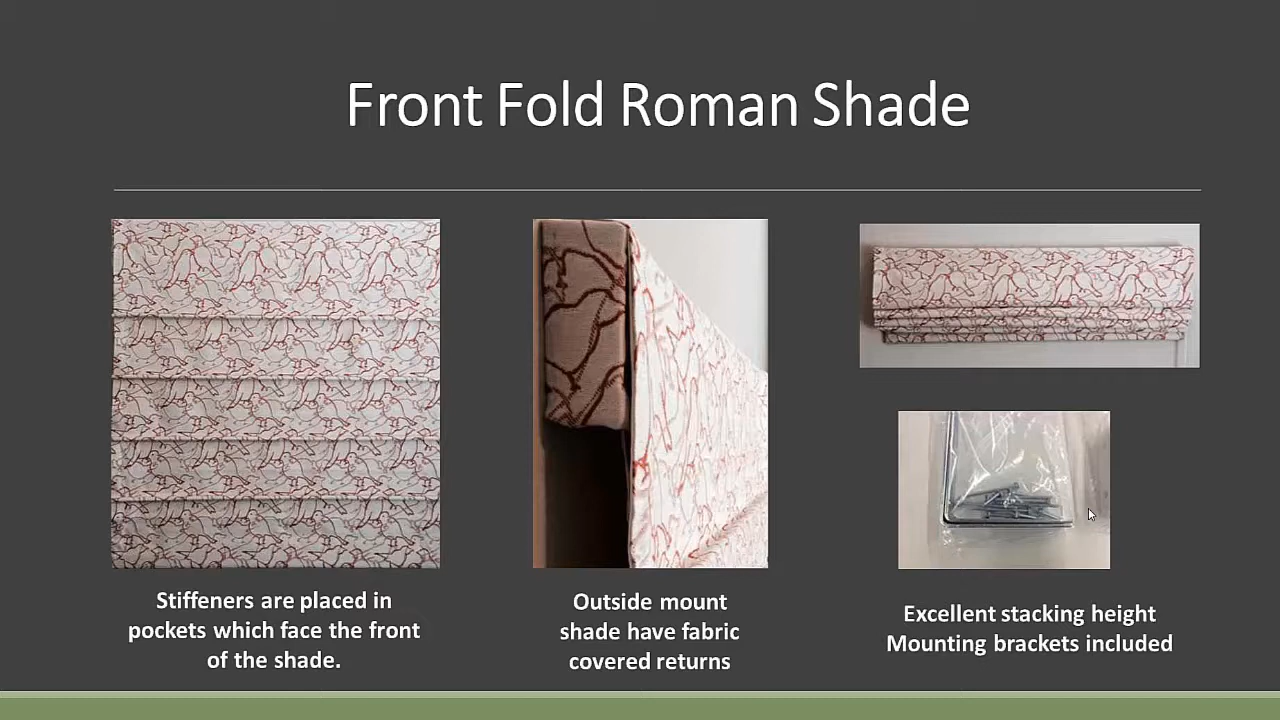 Front Fold Roman Shade
Stiffeners are placed in
pockets which face the front
of the shade.
Outside mount
shade have fabric
covered returns
Excellent stacking height
Mounting brackets included